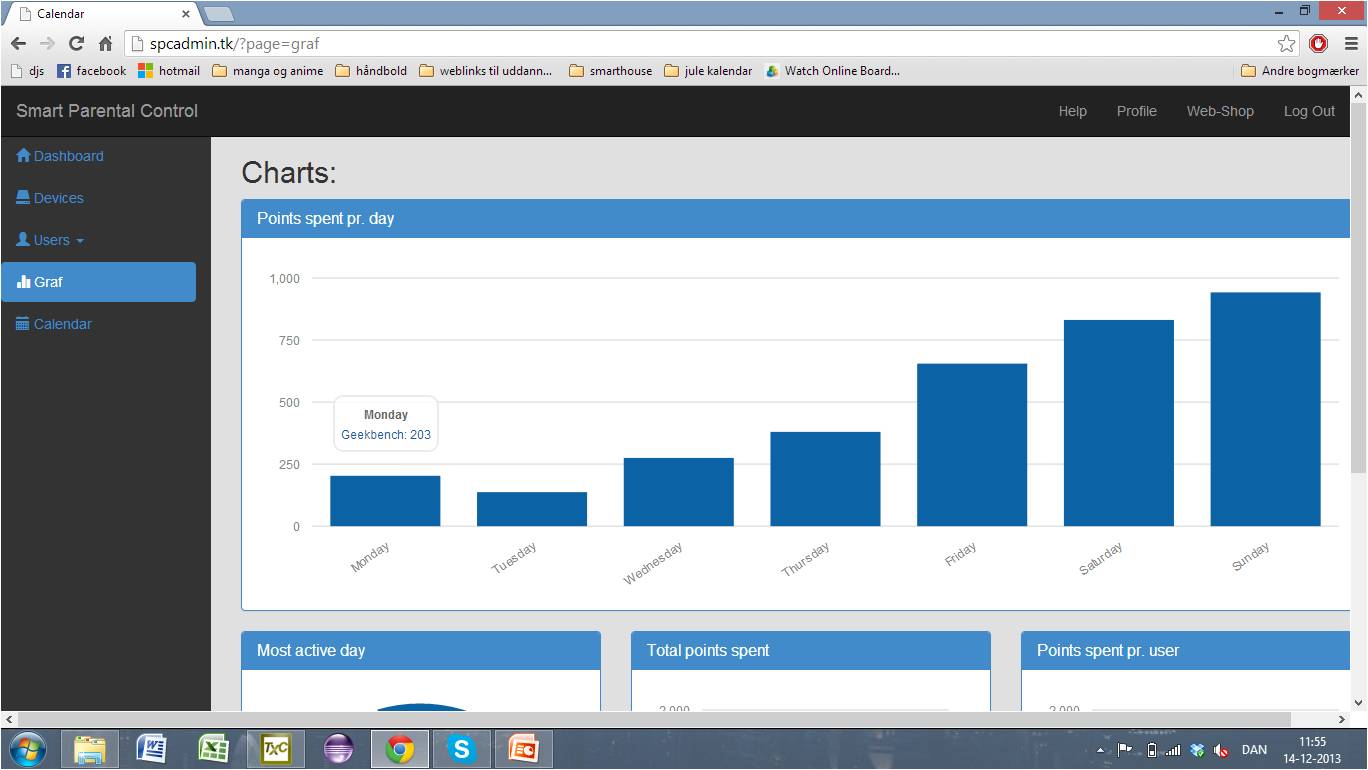 Calendar
spcadmin.tk/?page=graf
djs facebook hotmail manga og anime håndbold weblinks til uddann... smarthouse jule kalendar Watch Online Board... Andre bogmærker
Smart Parental Control Help Profile Web-Shop Log Out
Dashboard
Devices
Users
Graf
Calendar
Charts:
Points spent pr. day
1,000
750
500
250
0
Monday
Geekbench: 203
Monday Tuesday Wednesday Thursday Friday Saturday Sunday
Most active day Total points spent Points spent pr. user
2,000 2,000
TXC
DAN
11:55
14-12-2013